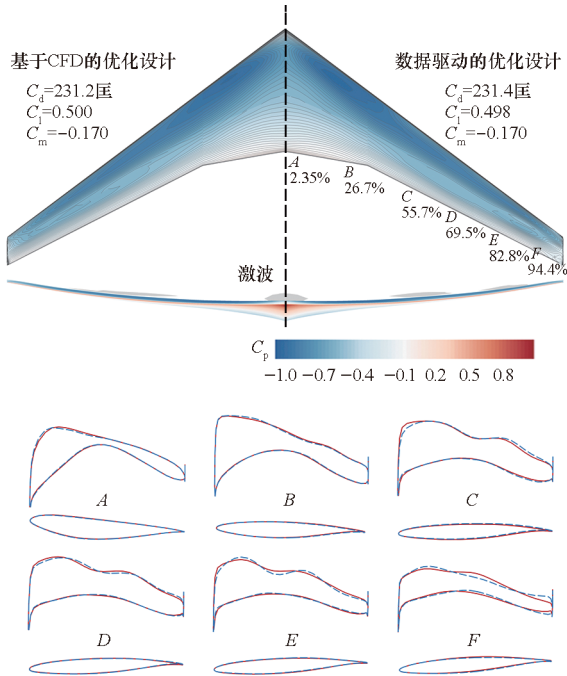 基于CFD的优化设计
Cd=231.2匡
Cl=0.500
Cm=−0.170
数据驱动的优化设计
Cd=231.4匡
Cl=0.498
Cm=−0.170
A
2.35%
B
26.7%
C
55.7%
D
69.5%
E
82.8%
F
94.4%
激波
Cp
−1.0 −0.7 −0.4 −0.1 0.2 0.5 0.8
A B C
D E F